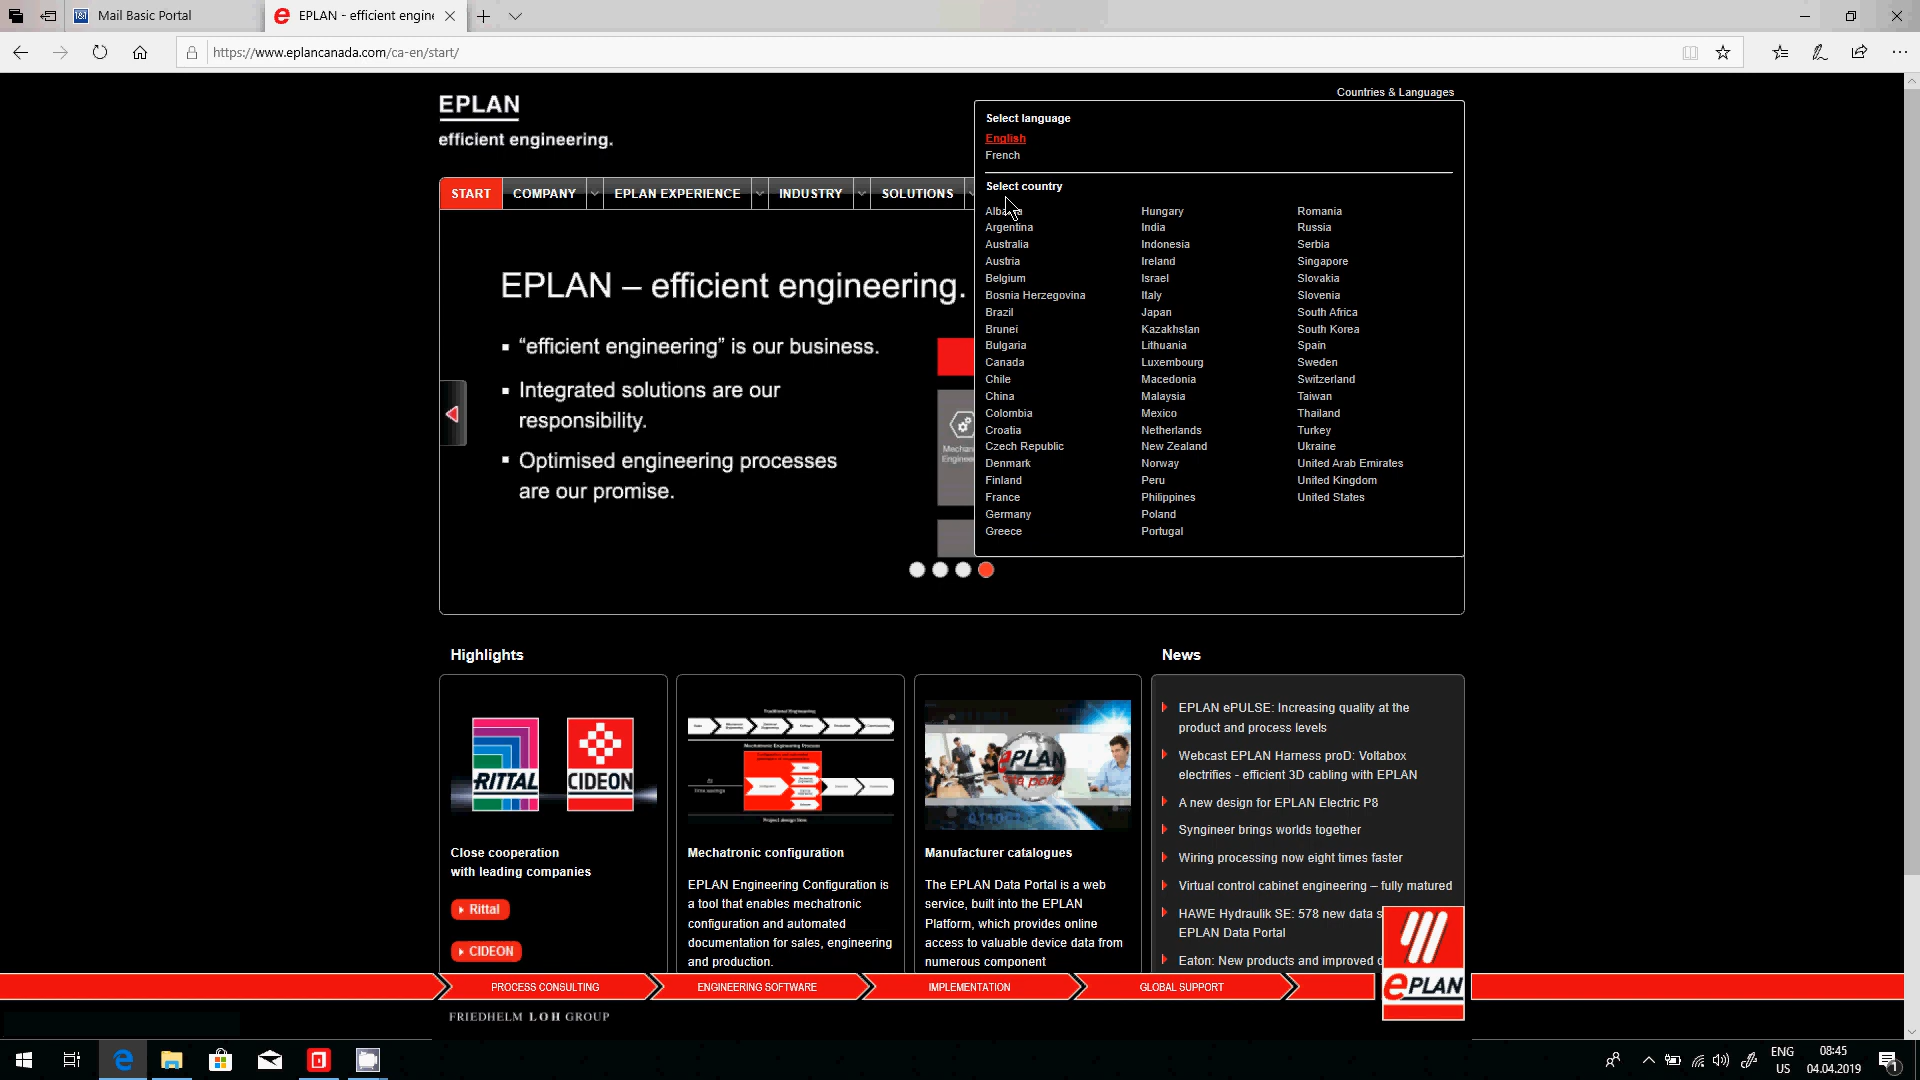 Mail Basic Portal
EPLAN - efficient engine
https://www.eplancanada.com/ca-en/start/
Countries & Languages
EPLAN
efficient engineering.
Select language
English
French
START
COMPANY
EPLAN EXPERIENCE
INDUSTRY
SOLUTIONS
Select country
Argentina
Australia
Austria
Belgium
Bosnia Herzegovina
Brazil
Brunei
Bulgaria
Canada
Chile
China
Colombia
Croatia
Czech Republic
Denmark
Finland
France
Germany
Greece
Hungary
India
Indonesia
Ireland
Israel
Italy
Japan
Kazakhstan
Lithuania
Luxembourg
Macedonia
Malaysia
Mexico
Netherlands
New Zealand
Norway
Peru
Philippines
Poland
Portugal
Romania
Russia
Serbia
Singapore
Slovakia
Slovenia
South Africa
South Korea
Spain
Sweden
Switzerland
Taiwan
Thailand
Turkey
Ukraine
United Arab Emirates
United Kingdom
United States
EPLAN – efficient engineering.
▪ “efficient engineering” is our business.
▪ Integrated solutions are our
responsibility.
▪ Optimised engineering processes
are our promise.
Highlights
RITTAL
CIDEON
Close cooperation
with leading companies
Rittal
CIDEON
Traditional Engineering
Mechatronic Engineering Process
Mechatronic configuration
EPLAN Engineering Configuration is
a tool that enables mechatronic
configuration and automated
documentation for sales, engineering
and production.
ePLAN
data portal
Manufacturer catalogues
The EPLAN Data Portal is a web
service, built into the EPLAN
Platform, which provides online
access to valuable device data from
numerous component
News
EPLAN ePULSE: Increasing quality at the
product and process levels
Webcast EPLAN Harness proD: Voltabox
electrifies - efficient 3D cabling with EPLAN
A new design for EPLAN Electric P8
Syngineer brings worlds together
Wiring processing now eight times faster
Virtual control cabinet engineering – fully matured
HAWE Hydraulik SE: 578 new data s
EPLAN Data Portal
Eaton: New products and improved d
ePLAN
PROCESS CONSULTING
ENGINEERING SOFTWARE
IMPLEMENTATION
GLOBAL SUPPORT
FRIEDHELM LOH GROUP
ENG
US
08:45
04.04.2019
1